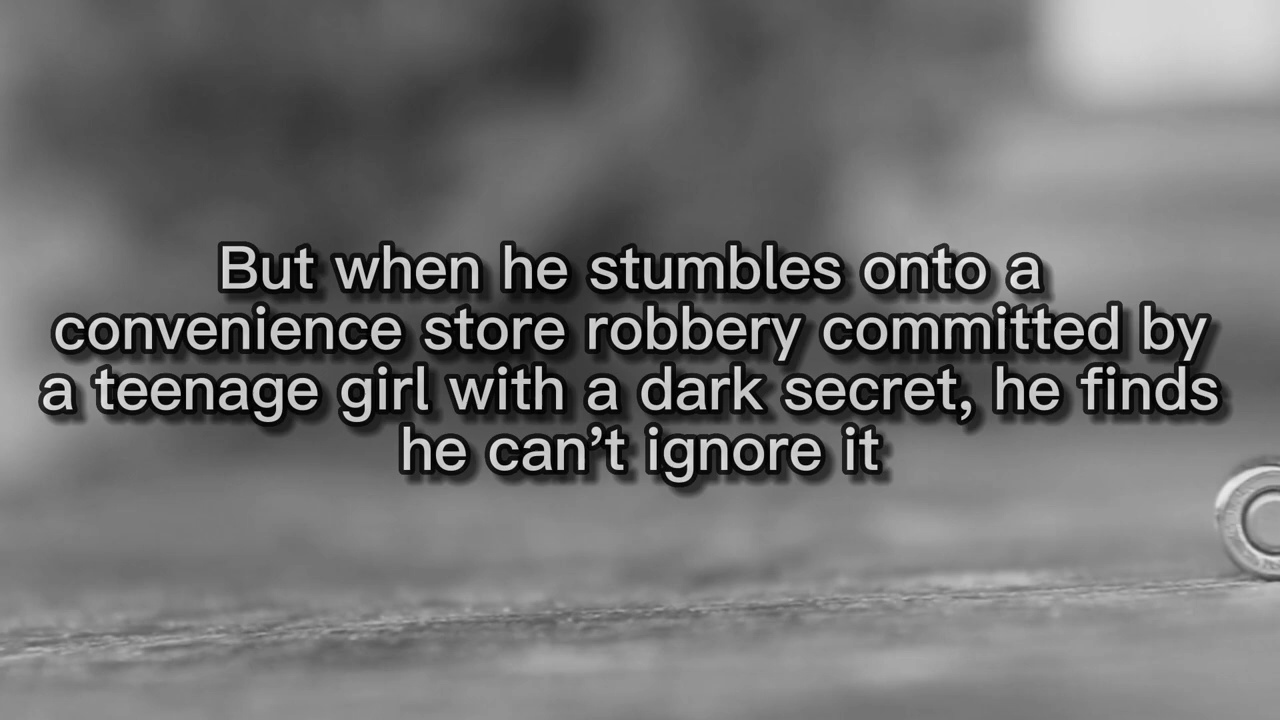 But when he stumbles onto a
convenience store robbery committed by
a teenage girl with a dark secret, he finds
he can’t ignore it